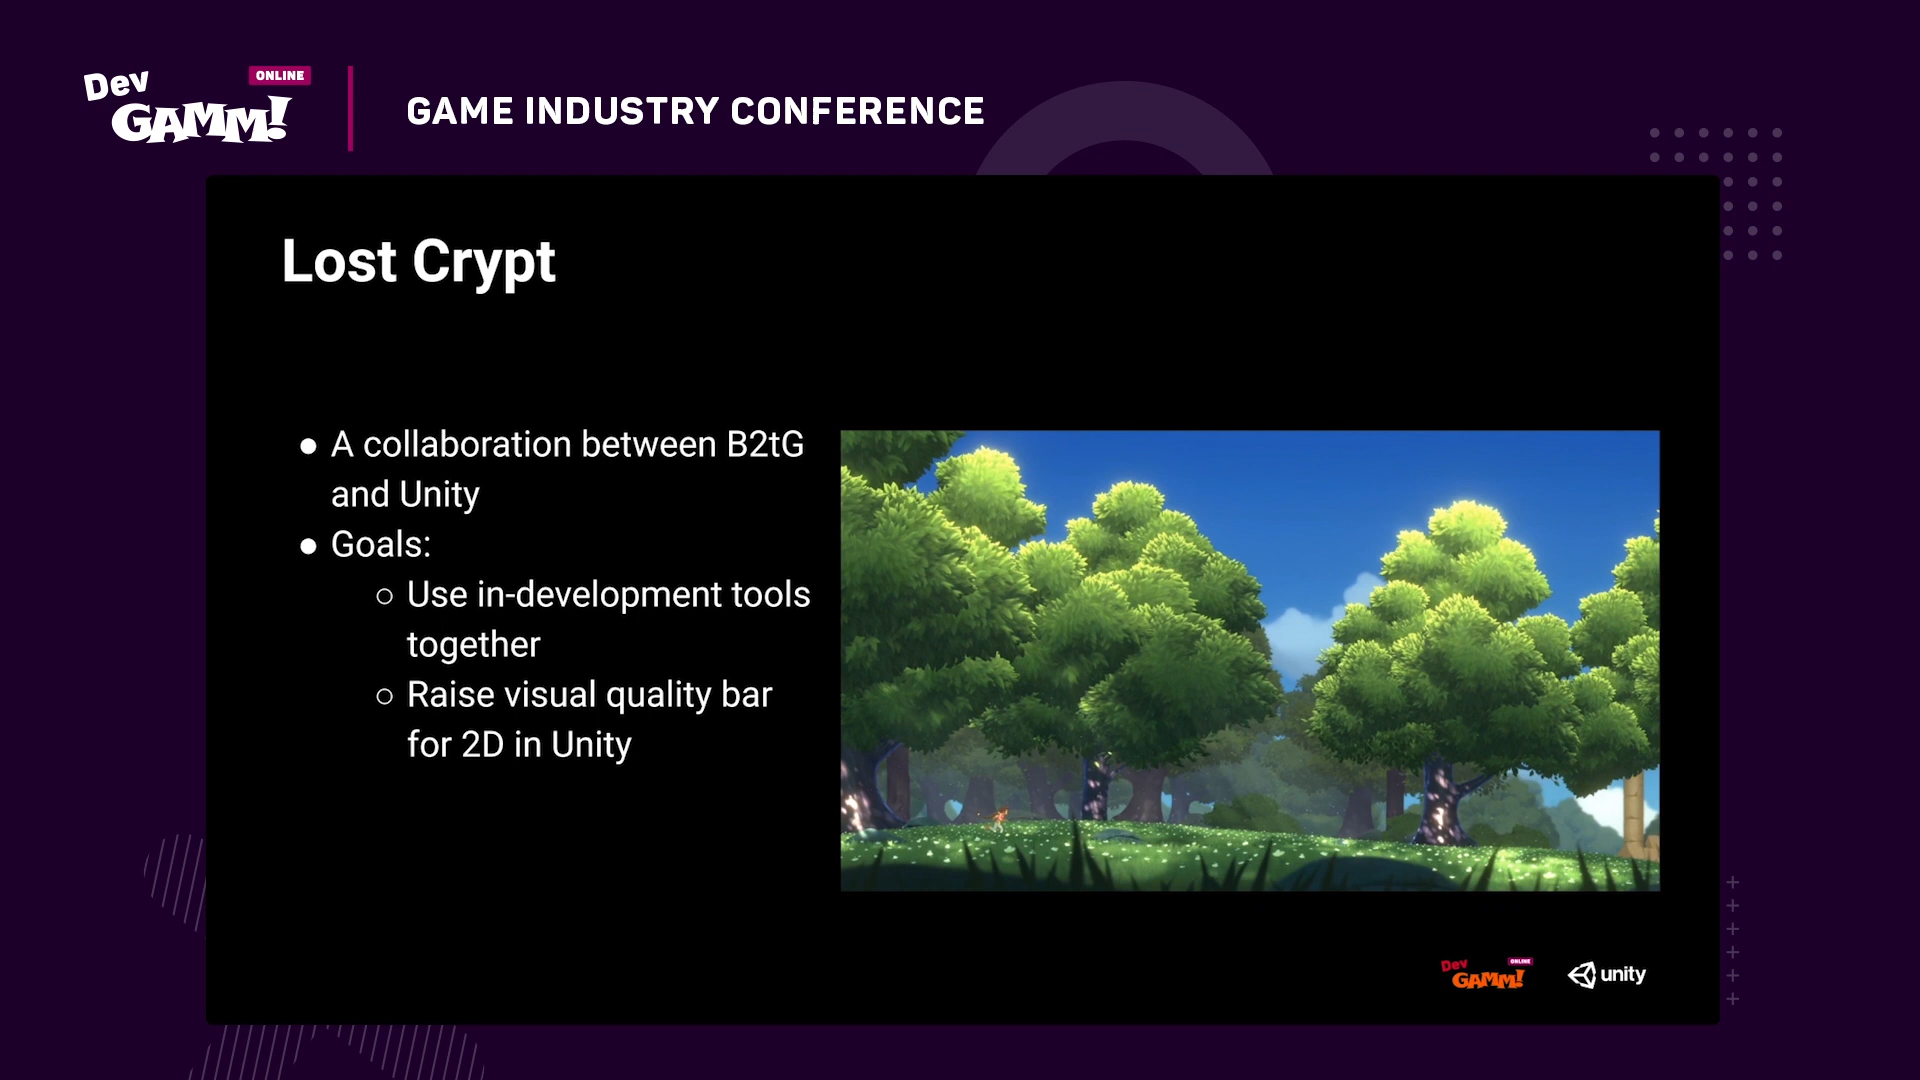 Dev
ONLINE
GAMM!
GAME INDUSTRY CONFERENCE
Lost Crypt
● A collaboration between B2tG
and Unity
● Goals:
○ Use in-development tools
together
○ Raise visual quality bar
for 2D in Unity
Dev
ONLINE
GAMM!
unity